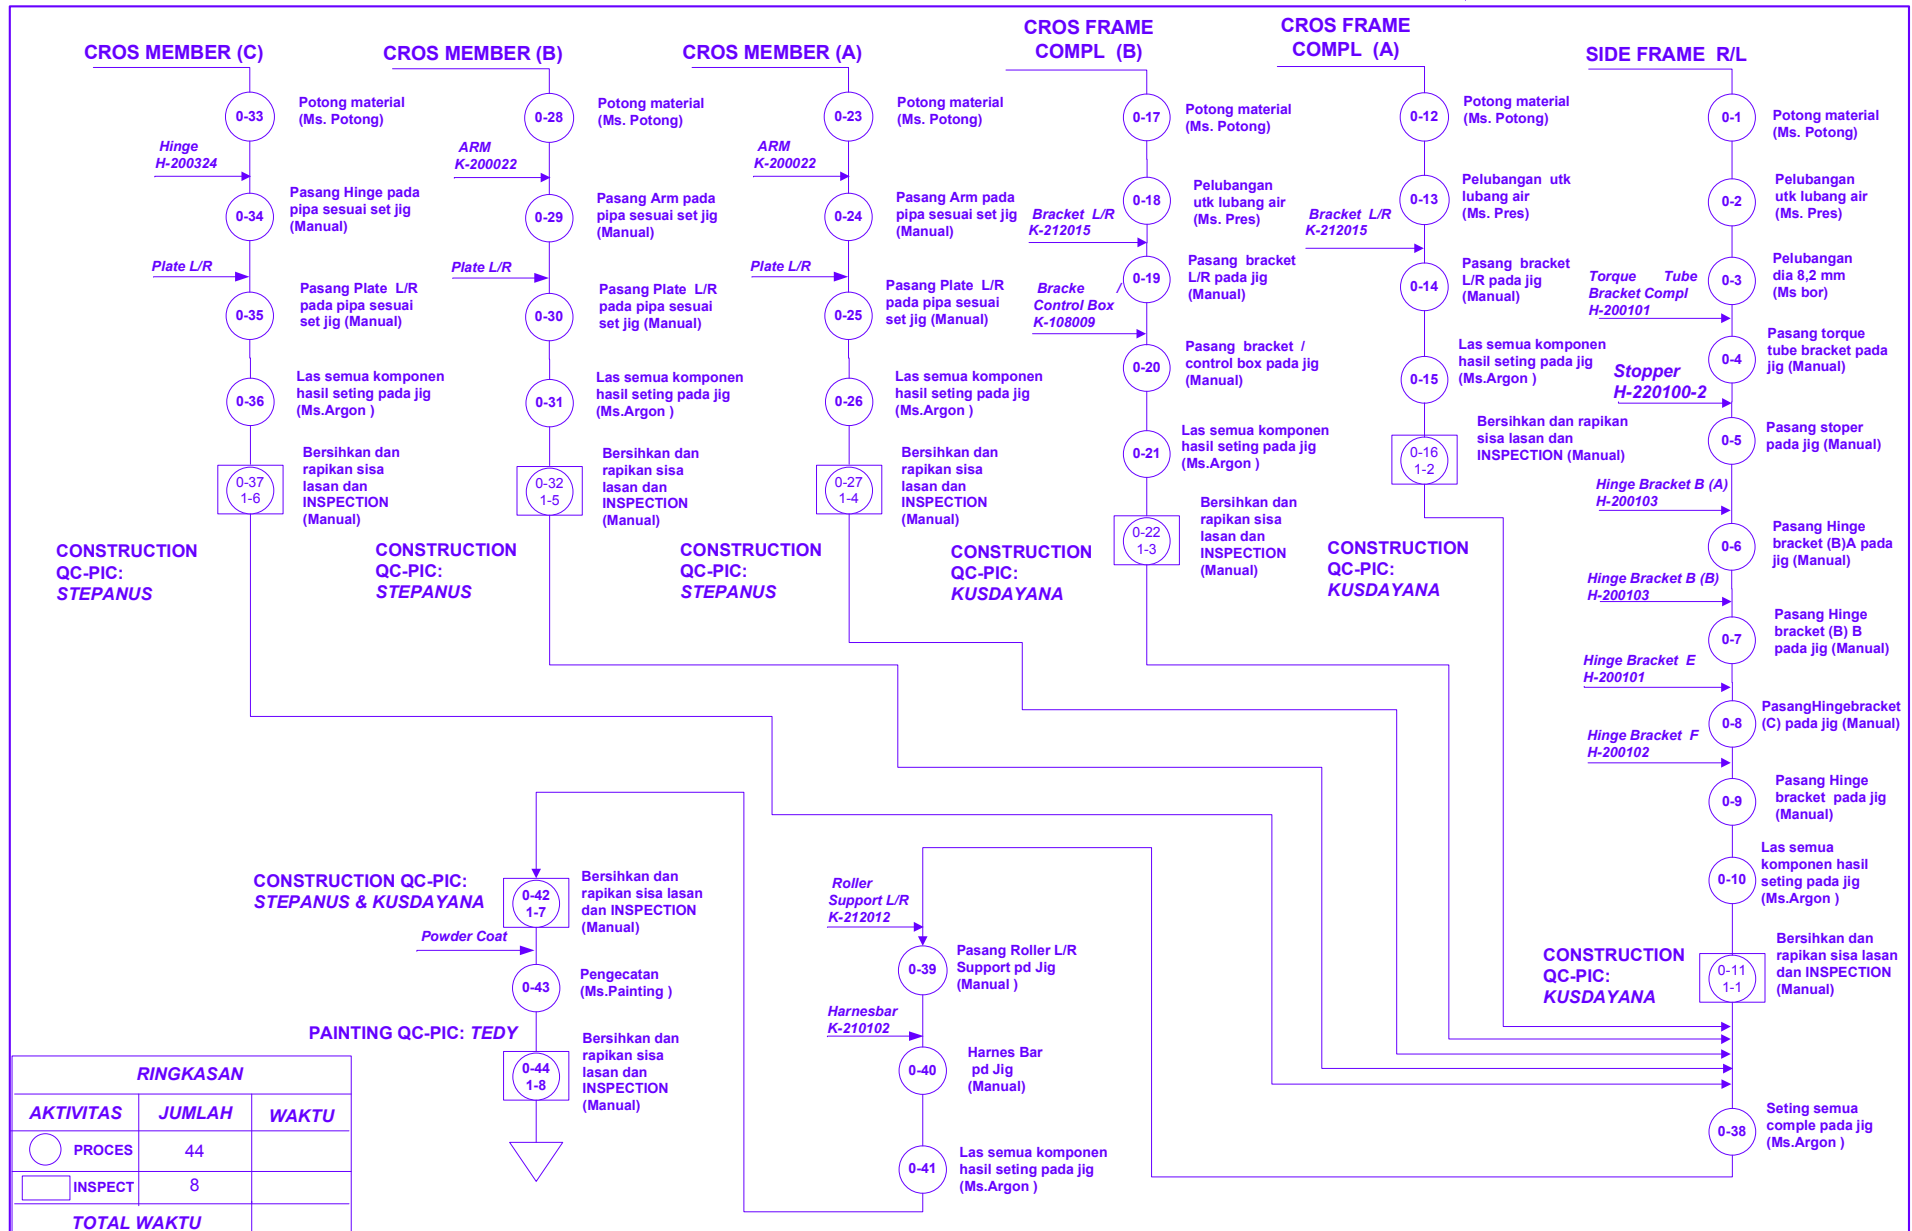 CROS MEMBER (C)
0-33
Potong material
(Ms. Potong)
Hinge
H-200324
0-34
Pasang Hinge pada
pipa sesuai set jig
(Manual)
Plate L/R
0-35
Pasang Plate L/R
pada pipa sesuai
set jig (Manual)
0-36
Las semua komponen
hasil seting pada jig
(Ms.Argon )
0-37
1-6
Bersihkan dan
rapikan sisa
lasan dan
INSPECTION
(Manual)
CONSTRUCTION
QC-PIC:
STEPANUS
CROS MEMBER (B)
0-28
Potong material
(Ms. Potong)
ARM
K-200022
0-29
Pasang Arm pada
pipa sesuai set jig
(Manual)
Plate L/R
0-30
Pasang Plate L/R
pada pipa sesuai
set jig (Manual)
0-31
Las semua komponen
hasil seting pada jig
(Ms.Argon )
0-32
1-5
Bersihkan dan
rapikan sisa
lasan dan
INSPECTION
(Manual)
CONSTRUCTION
QC-PIC:
STEPANUS
CROS MEMBER (A)
0-23
Potong material
(Ms. Potong)
ARM
K-200022
0-24
Pasang Arm pada
pipa sesuai set jig
(Manual)
Plate L/R
0-25
Pasang Plate L/R
pada pipa sesuai
set jig (Manual)
0-26
Las semua komponen
hasil seting pada jig
(Ms.Argon )
0-27
1-4
Bersihkan dan
rapikan sisa
lasan dan
INSPECTION
(Manual)
CONSTRUCTION
QC-PIC:
STEPANUS
CROS FRAME
COMPL (B)
0-17
Potong material
(Ms. Potong)
0-18
Pelubangan
utk lubang air
(Ms. Pres)
Bracket L/R
K-212015
0-19
Pasang bracket
L/R pada jig
(Manual)
Bracke /
Control Box
K-108009
0-20
Pasang bracket /
control box pada jig
(Manual)
0-21
Las semua komponen
hasil seting pada jig
(Ms.Argon )
0-22
1-3
Bersihkan dan
rapikan sisa
lasan dan
INSPECTION
(Manual)
CONSTRUCTION
QC-PIC:
KUSDAYANA
CROS FRAME
COMPL (A)
0-12
Potong material
(Ms. Potong)
0-13
Pelubangan utk
lubang air
(Ms. Pres)
Bracket L/R
K-212015
0-14
Pasang bracket
L/R pada jig
(Manual)
0-15
Las semua komponen
hasil seting pada jig
(Ms.Argon )
0-16
1-2
Bersihkan dan rapikan
sisa lasan dan
INSPECTION (Manual)
CONSTRUCTION
QC-PIC:
KUSDAYANA
SIDE FRAME R/L
0-1
Potong material
(Ms. Potong)
0-2
Pelubangan
utk lubang air
(Ms. Pres)
0-3
Pelubangan
dia 8,2 mm
(Ms bor)
Torque Tube
Bracket Compl
H-200101
0-4
Pasang torque
tube bracket pada
jig (Manual)
Stopper
H-220100-2
0-5
Pasang stoper
pada jig (Manual)
Hinge Bracket B (A)
H-200103
0-6
Pasang Hinge
bracket (B)A pada
jig (Manual)
Hinge Bracket B (B)
H-200103
0-7
Pasang Hinge
bracket (B) B
pada jig (Manual)
Hinge Bracket E
H-200101
0-8
PasangHingebracket
(C) pada jig (Manual)
Hinge Bracket F
H-200102
0-9
Pasang Hinge
bracket pada jig
(Manual)
0-10
Las semua
komponen hasil
seting pada jig
(Ms.Argon )
0-11
1-1
Bersihkan dan
rapikan sisa lasan
dan INSPECTION
(Manual)
CONSTRUCTION
QC-PIC:
KUSDAYANA
0-38
Seting semua
comple pada jig
(Ms.Argon )
Roller
Support L/R
K-212012
0-39
Pasang Roller L/R
Support pd Jig
(Manual )
Harnesbar
K-210102
0-40
Harnes Bar
pd Jig
(Manual)
0-41
Las semua komponen
hasil seting pada jig
(Ms.Argon )
CONSTRUCTION QC-PIC:
STEPANUS & KUSDAYANA
0-42
1-7
Bersihkan dan
rapikan sisa lasan
dan INSPECTION
(Manual)
Powder Coat
0-43
Pengecatan
(Ms.Painting )
PAINTING QC-PIC: TEDY
0-44
1-8
Bersihkan dan
rapikan sisa
lasan dan
INSPECTION
(Manual)
RINGKASAN
AKTIVITAS JUMLAH WAKTU
PROCES 44
INSPECT 8
TOTAL WAKTU